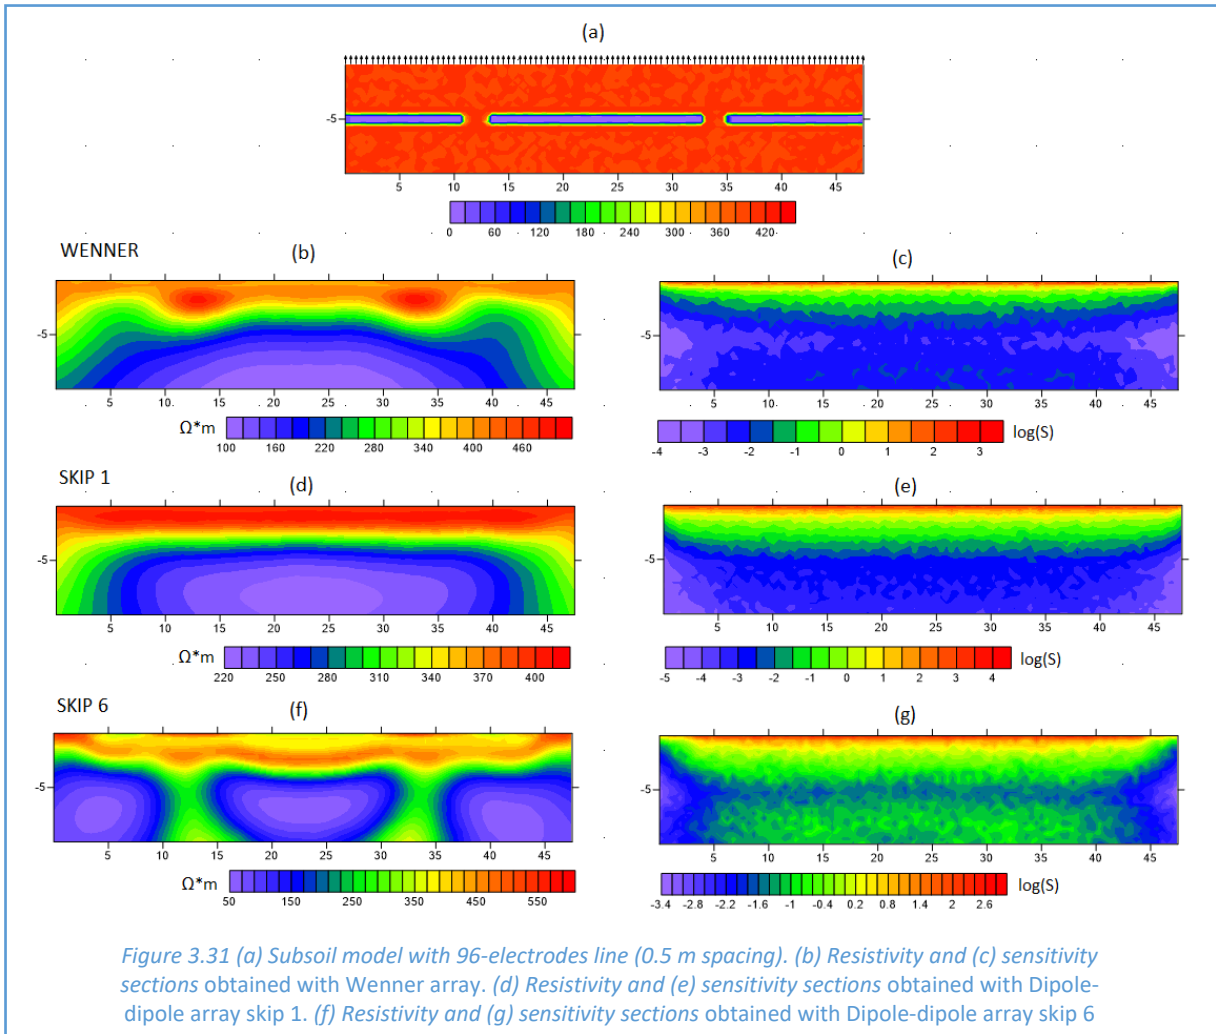 (a)
-5
5 10 15 20 25 30 35 40 45
0 60 120 180 240 300 360 420
WENNER
(b)
(c)
5 10 15 20 25 30 35 40 45
-5
-5
5 10 15 20 25 30 35 40 45
5 10 15 20 25 30 35 40 45
Ω*m
100 160 220 280 340 400 460
log(S)
-4 -3 -2 -1 0 1 2 3
SKIP 1
(d)
(e)
-5
-5
5 10 15 20 25 30 35 40 45
5 10 15 20 25 30 35 40 45
Ω*m
220 250 280 310 340 370 400
log(S)
-5 -4 -3 -2 -1 0 1 2 3 4
SKIP 6
(f)
(g)
-5
-5
5 10 15 20 25 30 35 40 45
5 10 15 20 25 30 35 40 45
Ω*m
50 150 250 350 450 550
log(S)
-3.4 -2.8 -2.2 -1.6 -1 -0.4 0.2 0.8 1.4 2 2.6
Figure 3.31 (a) Subsoil model with 96-electrodes line (0.5 m spacing). (b) Resistivity and (c) sensitivity
sections obtained with Wenner array. (d) Resistivity and (e) sensitivity sections obtained with Dipole-
dipole array skip 1. (f) Resistivity and (g) sensitivity sections obtained with Dipole-dipole array skip 6